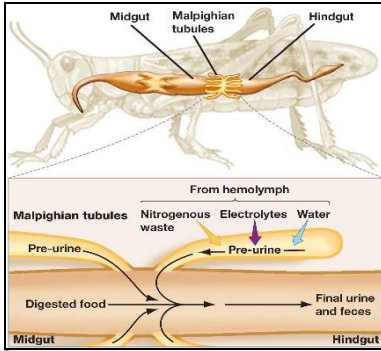 Midgut
Malpighian
tubules
Hindgut
From hemolymph
Malpighian tubules
Nitrogenous
waste
Electrolytes
Water
Pre-urine
Pre-urine
Digested food
Final urine
and feces
Midgut
Hindgut